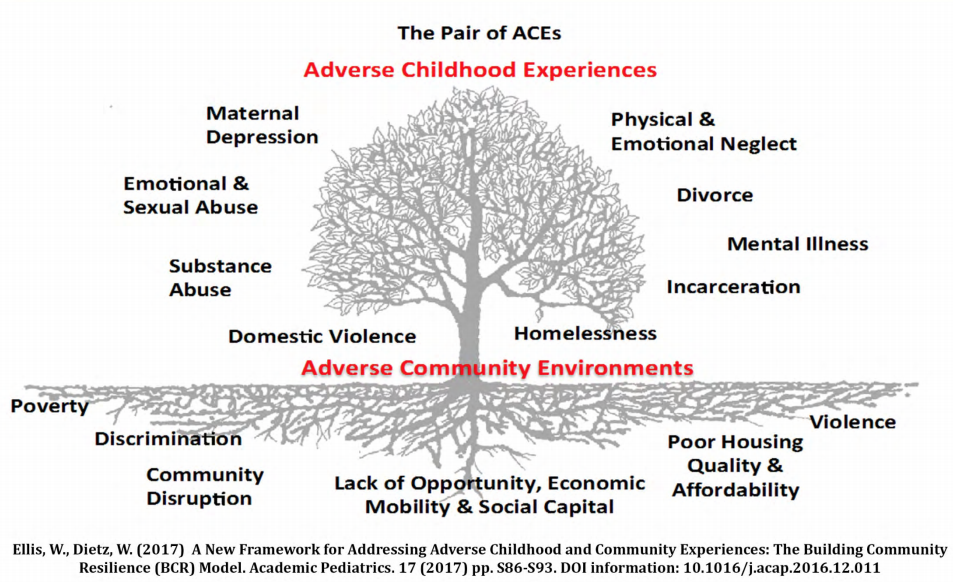 The Pair of ACEs
Adverse Childhood Experiences
Maternal
Depression
Physical &
Emotional Neglect
Emotional &
Sexual Abuse
Divorce
Mental Illness
Substance
Abuse
Incarceration
Domestic Violence
Homelessness
Adverse Community Environments
Poverty
Violence
Discrimination
Poor Housing
Quality &
Affordability
Community
Disruption
Lack of Opportunity, Economic
Mobility & Social Capital
Ellis, W., Dietz, W. (2017)  A New Framework for Addressing Adverse Childhood and Community Experiences: The Building Community
Resilience (BCR) Model. Academic Pediatrics. 17 (2017) pp. S86-S93. DOI information: 10.1016/j.acap.2016.12.011